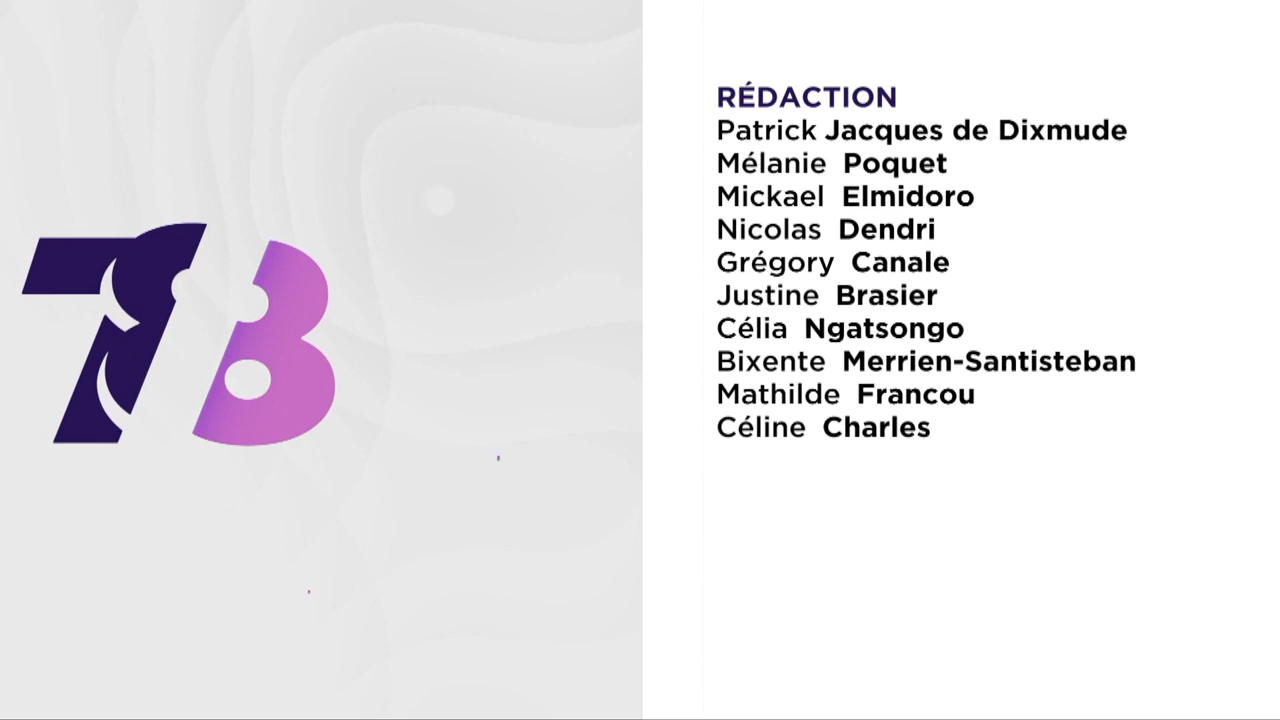 78
RÉDACTION
Patrick Jacques de Dixmude
Mélanie Poquet
Mickael Elmidoro
Nicolas Dendri
Grégory Canale
Justine Brasier
Célia Ngatsongo
Bixente Merrien-Santisteban
Mathilde Francou
Céline Charles